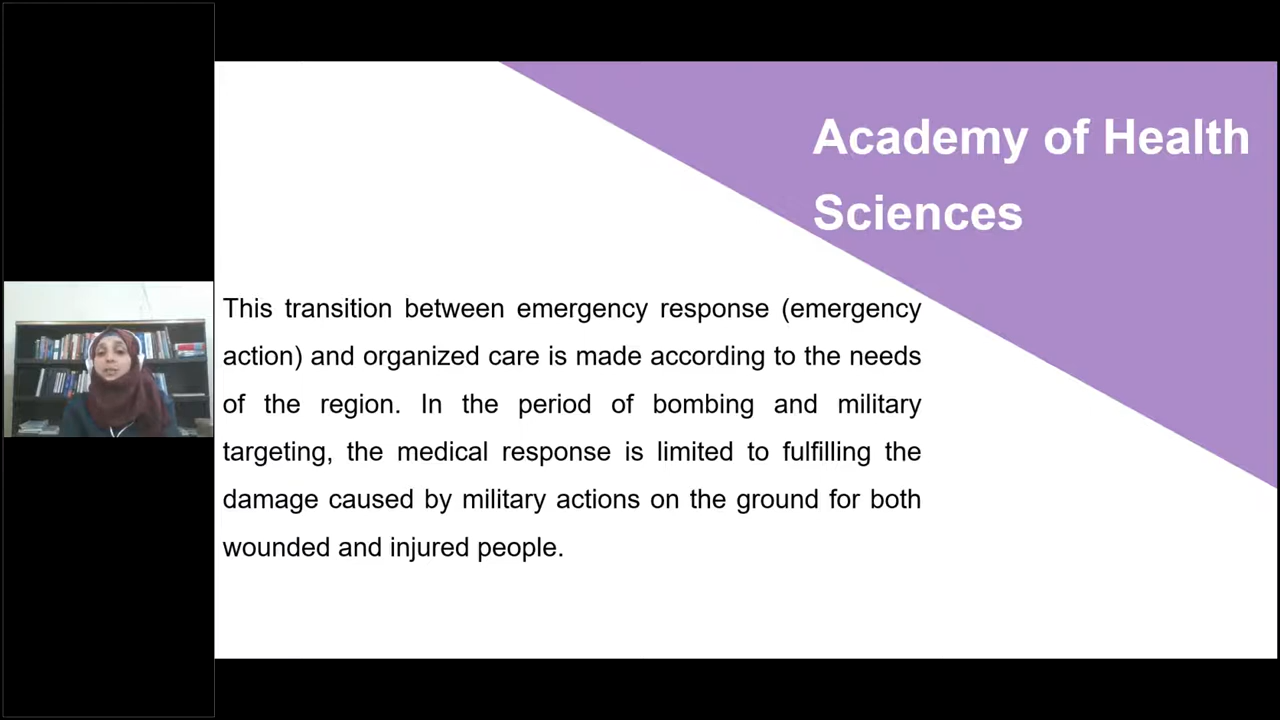 Academy of Health
Sciences
This transition between emergency response (emergency
action) and organized care is made according to the needs
of the region. In the period of bombing and military
targeting, the medical response is limited to fulfilling the
damage caused by military actions on the ground for both
wounded and injured people.